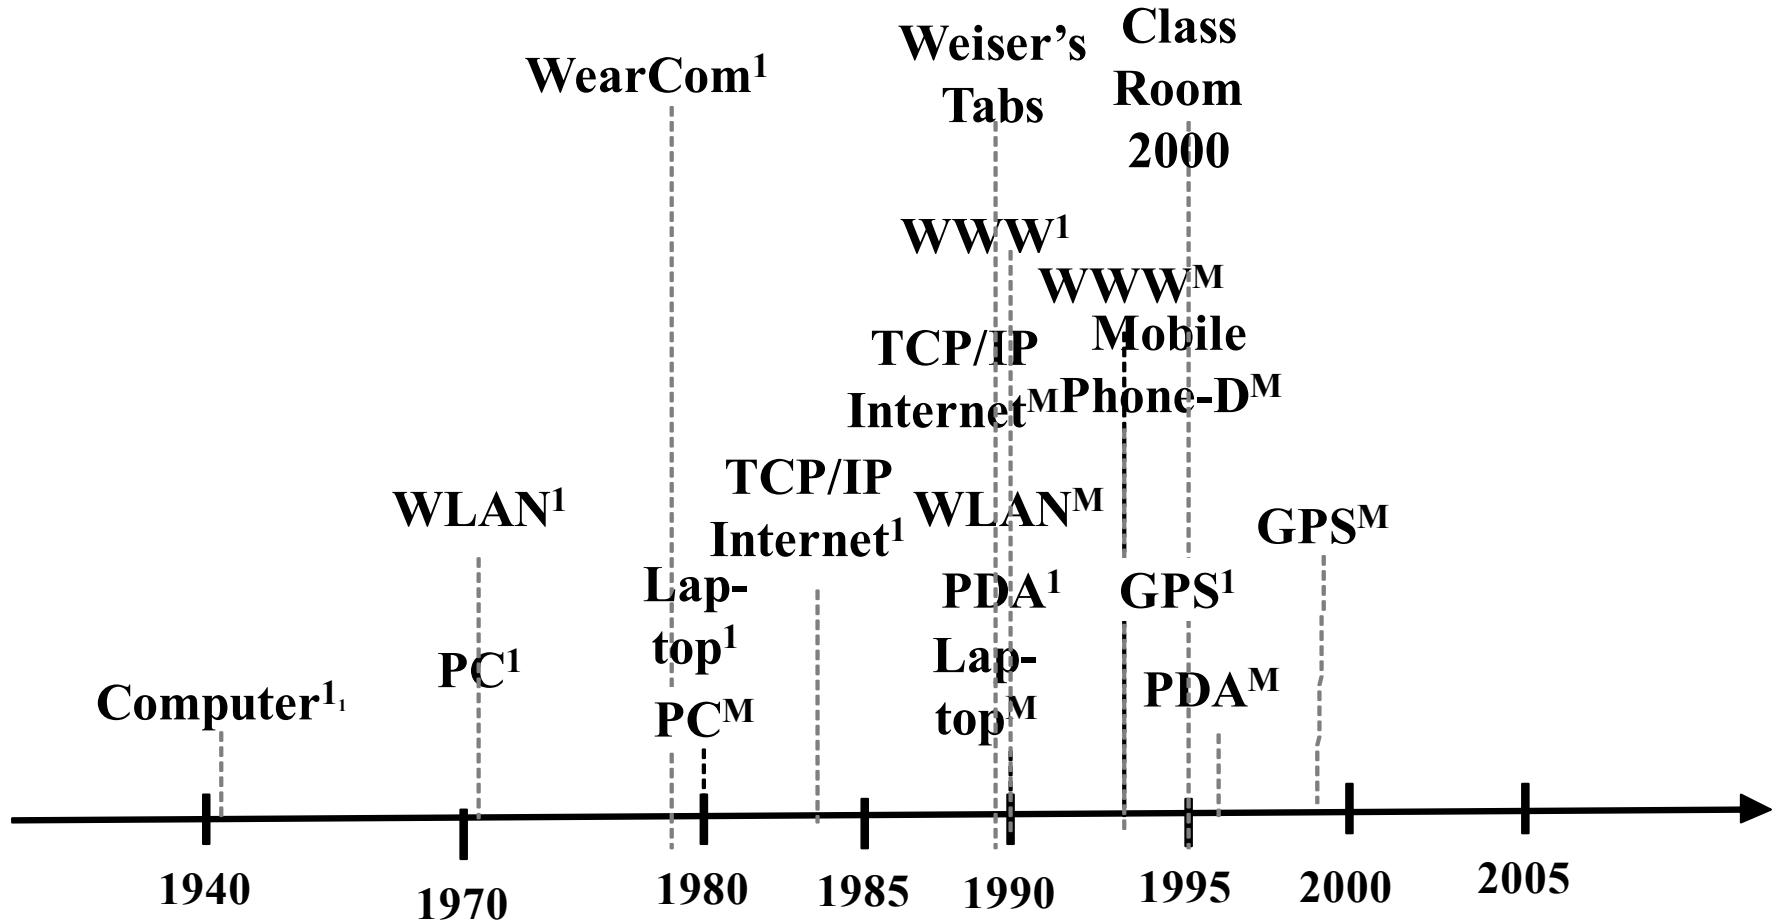 WearCom¹
Weiser’s
Tabs
Class
Room
2000
WWW¹
WWWᴹ
Mobile
Phone-Dᴹ
TCP/IP
Internetᴹ
TCP/IP
Internet¹
WLAN¹
WLANᴹ
GPSᴹ
Lap-
top¹
PDA¹
GPS¹
PC¹
Lap-
topᴹ
Computer¹₁
PCᴹ
PDAᴹ
1940
1970
1980
1985
1990
1995
2000
2005